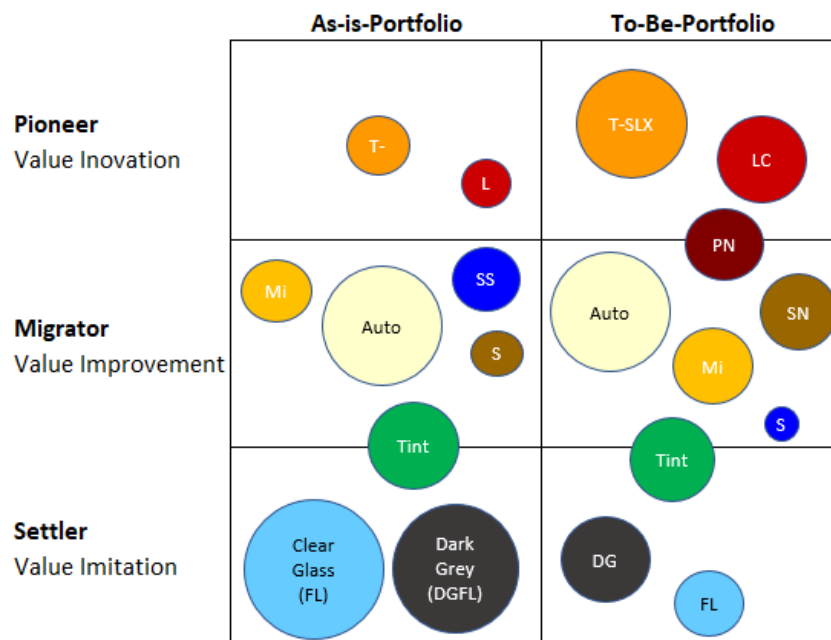 As-is-Portfolio To-Be-Portfolio
Pioneer
Value Inovation
T-
L
T-SLX
LC
PN
Migrator
Value Improvement
Mi
Auto
SS
S
Auto
SN
Mi
S
Tint
Tint
Settler
Value Imitation
Clear
Glass
(FL)
Dark
Grey
(DGFL)
DG
FL